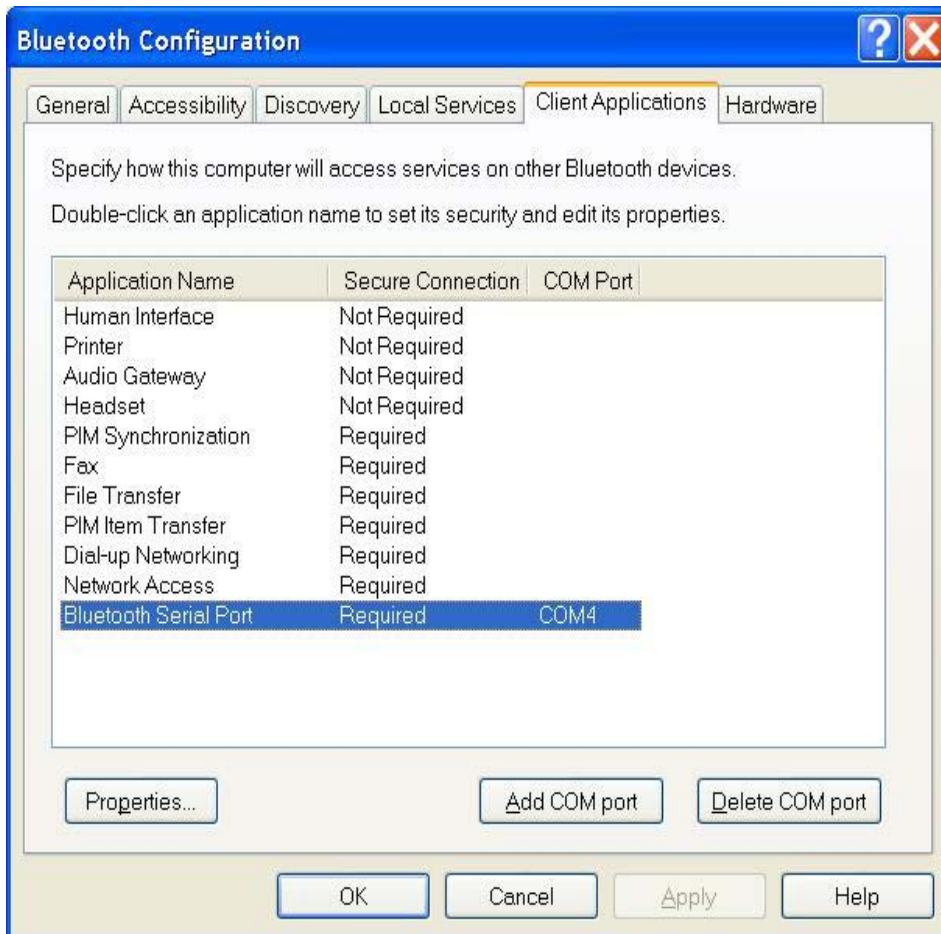 Bluetooth Configuration
General Accessibility Discovery Local Services Client Applications Hardware
Specify how this computer will access services on other Bluetooth devices.
Double-click an application name to set its security and edit its properties.
Application Name Secure Connection COM Port
Human Interface Not Required
Printer Not Required
Audio Gateway Not Required
Headset Not Required
PIM Synchronization Required
Fax Required
File Transfer Required
PIM Item Transfer Required
Dial-up Networking Required
Network Access Required
Bluetooth Serial Port Required COM4
Properties... Add COM port Delete COM port
OK Cancel Apply Help